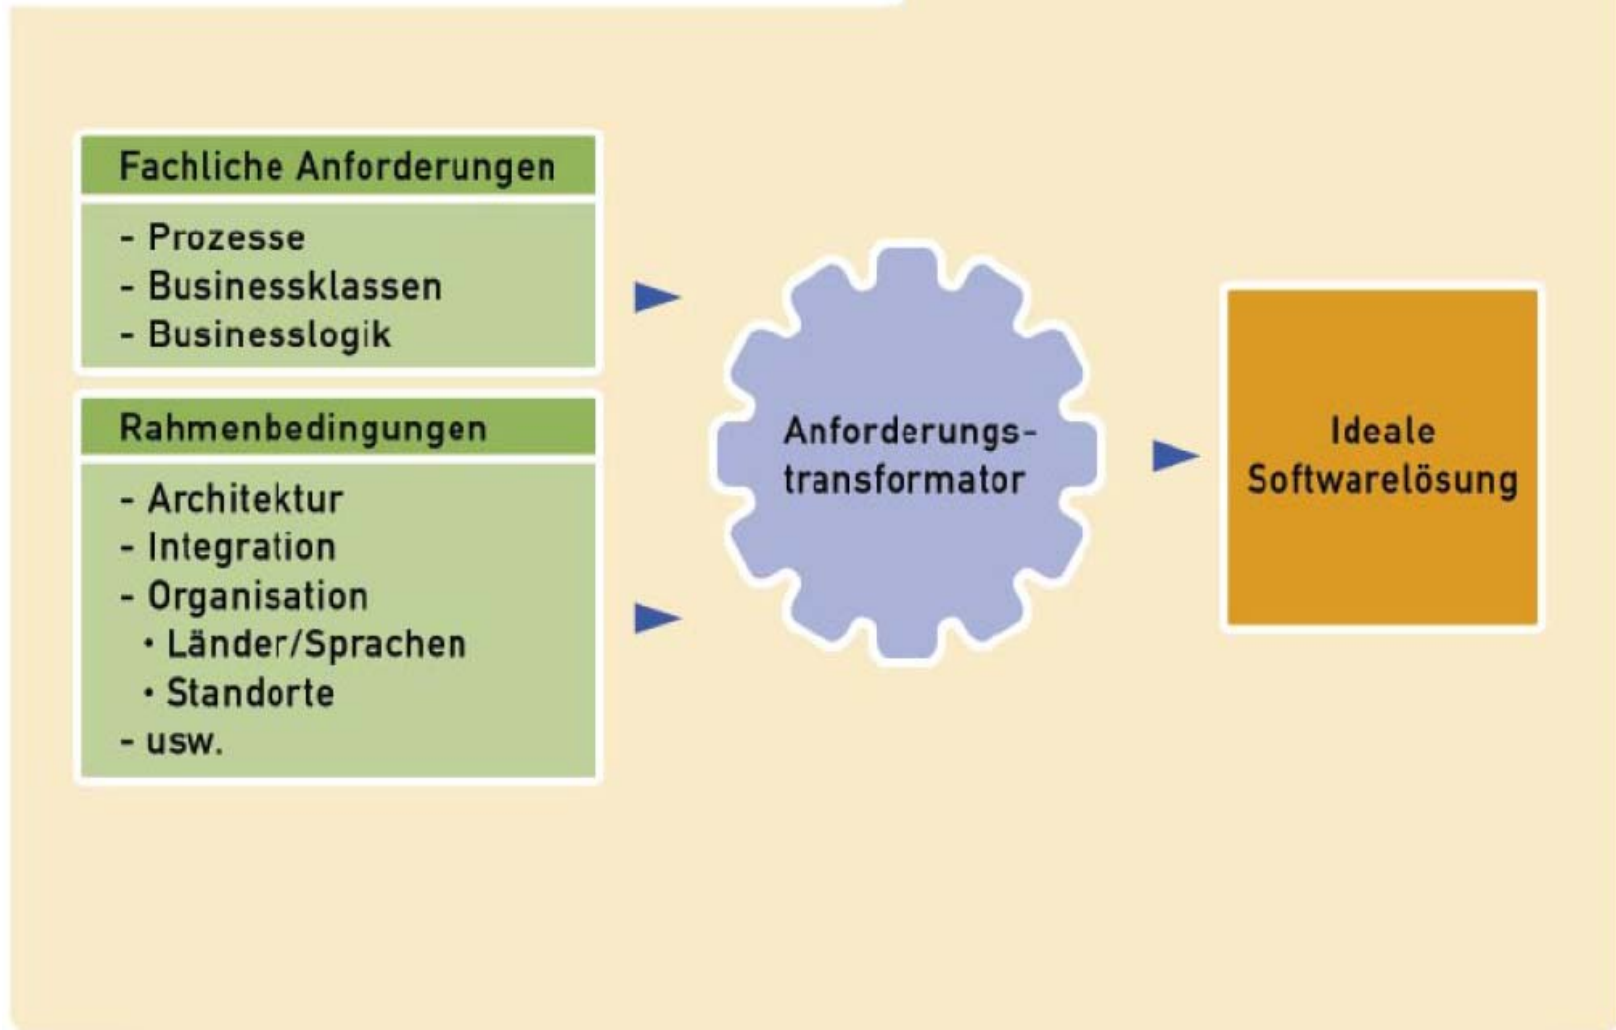 Fachliche Anforderungen
- Prozesse
- Businessklassen
- Businesslogik
Rahmenbedingungen
- Architektur
- Integration
- Organisation
· Länder/Sprachen
· Standorte
- usw.
Anforderungs-
transformator
Ideale
Softwarelösung